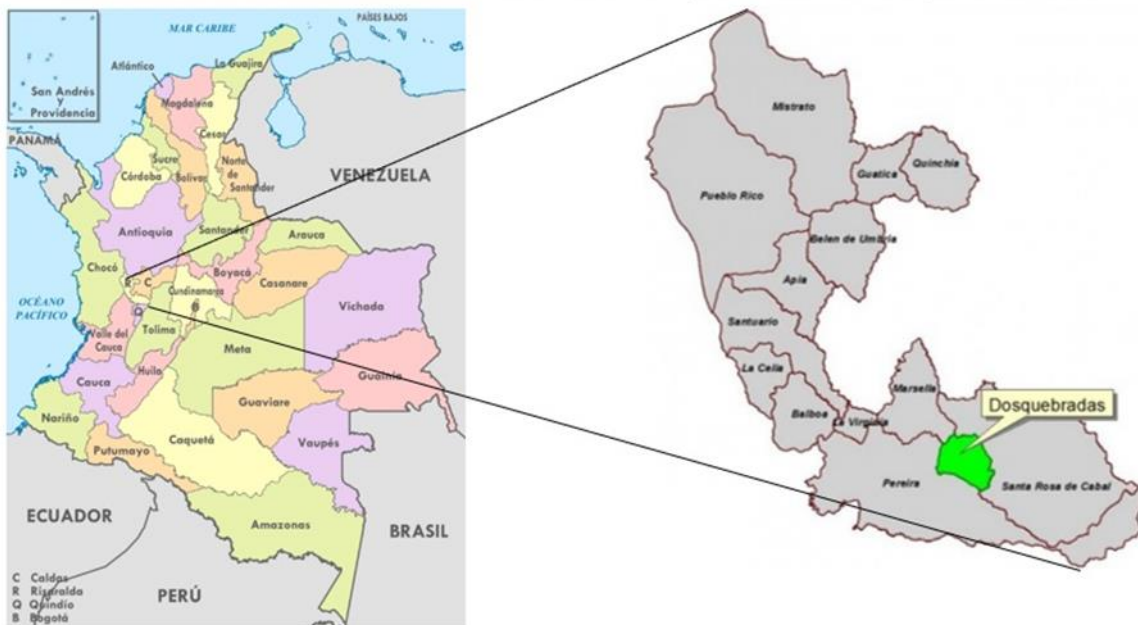 MAR CARIBE
PAÍSES BAJOS
La Guajira
Atlántico
San Andrés
y
Providencia
Magdalena
Cesar
PANAMÁ
Sucre
Norte
de
Santander
Córdoba
Bolívar
VENEZUELA
Antioquia
Santander
Arauca
Chocó
Boyacá
R
C
Casanare
Cundinamarca
OCÉANO
PACÍFICO
B
Q
Vichada
Valle del
Cauca
Tolima
Meta
Huila
Guainía
Cauca
Guaviare
Nariño
Vaupés
Caquetá
Putumayo
ECUADOR
Amazonas
BRASIL
PERÚ
C Caldas
R Risaralda
Q Quindío
B Bogotá
Mistrato
Guatica
Quinchia
Pueblo Rico
Belen de Umbria
Apia
Santuario
La Celia
Marsella
Dosquebradas
Balboa
La Virginia
Pereira
Santa Rosa de Cabal